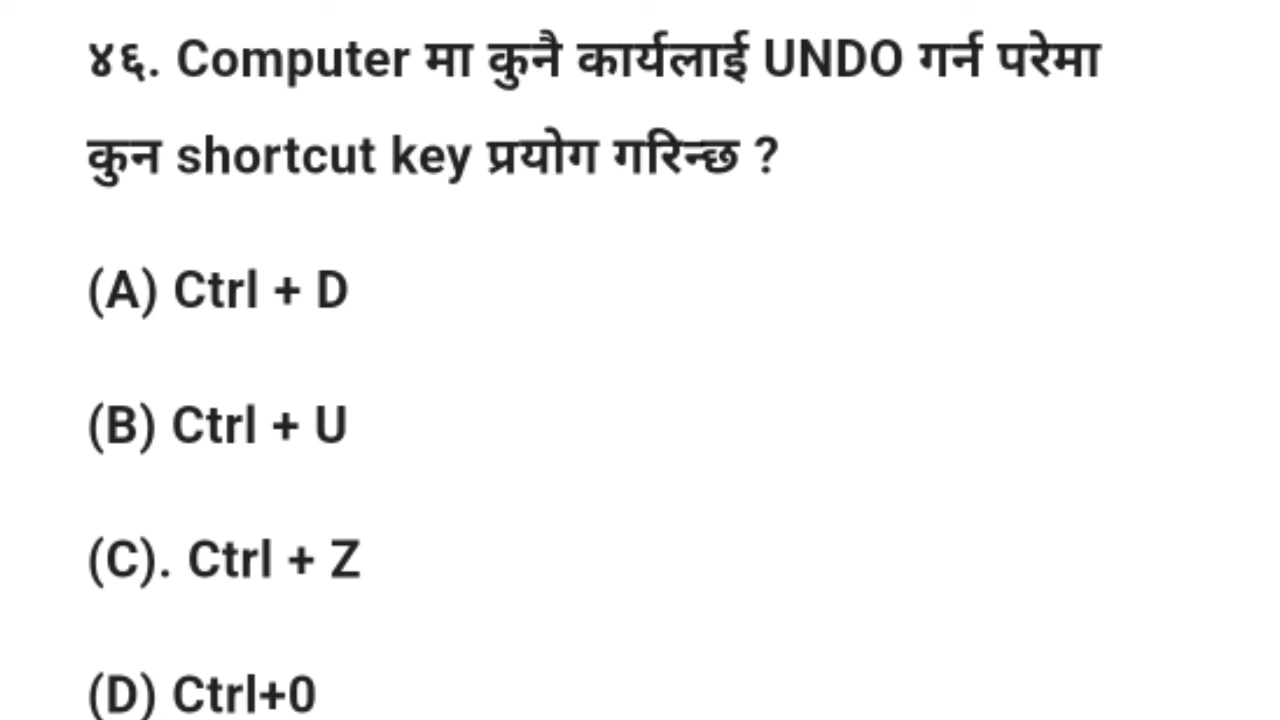 ४६. Computer मा कुनै कार्यलाई UNDO गर्न परेमा
कुन shortcut key प्रयोग गरिन्छ ?
(A) Ctrl + D
(B) Ctrl + U
(C). Ctrl + Z
(D) Ctrl+0